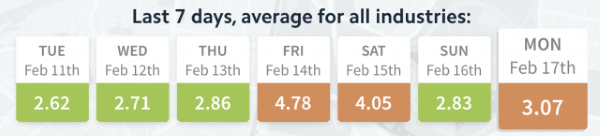 Last 7 days, average for all industries:
TUE WED THU FRI SAT SUN MON
Feb 11th Feb 12th Feb 13th Feb 14th Feb 15th Feb 16th Feb 17th
2.62 2.71 2.86 4.78 4.05 2.83 3.07